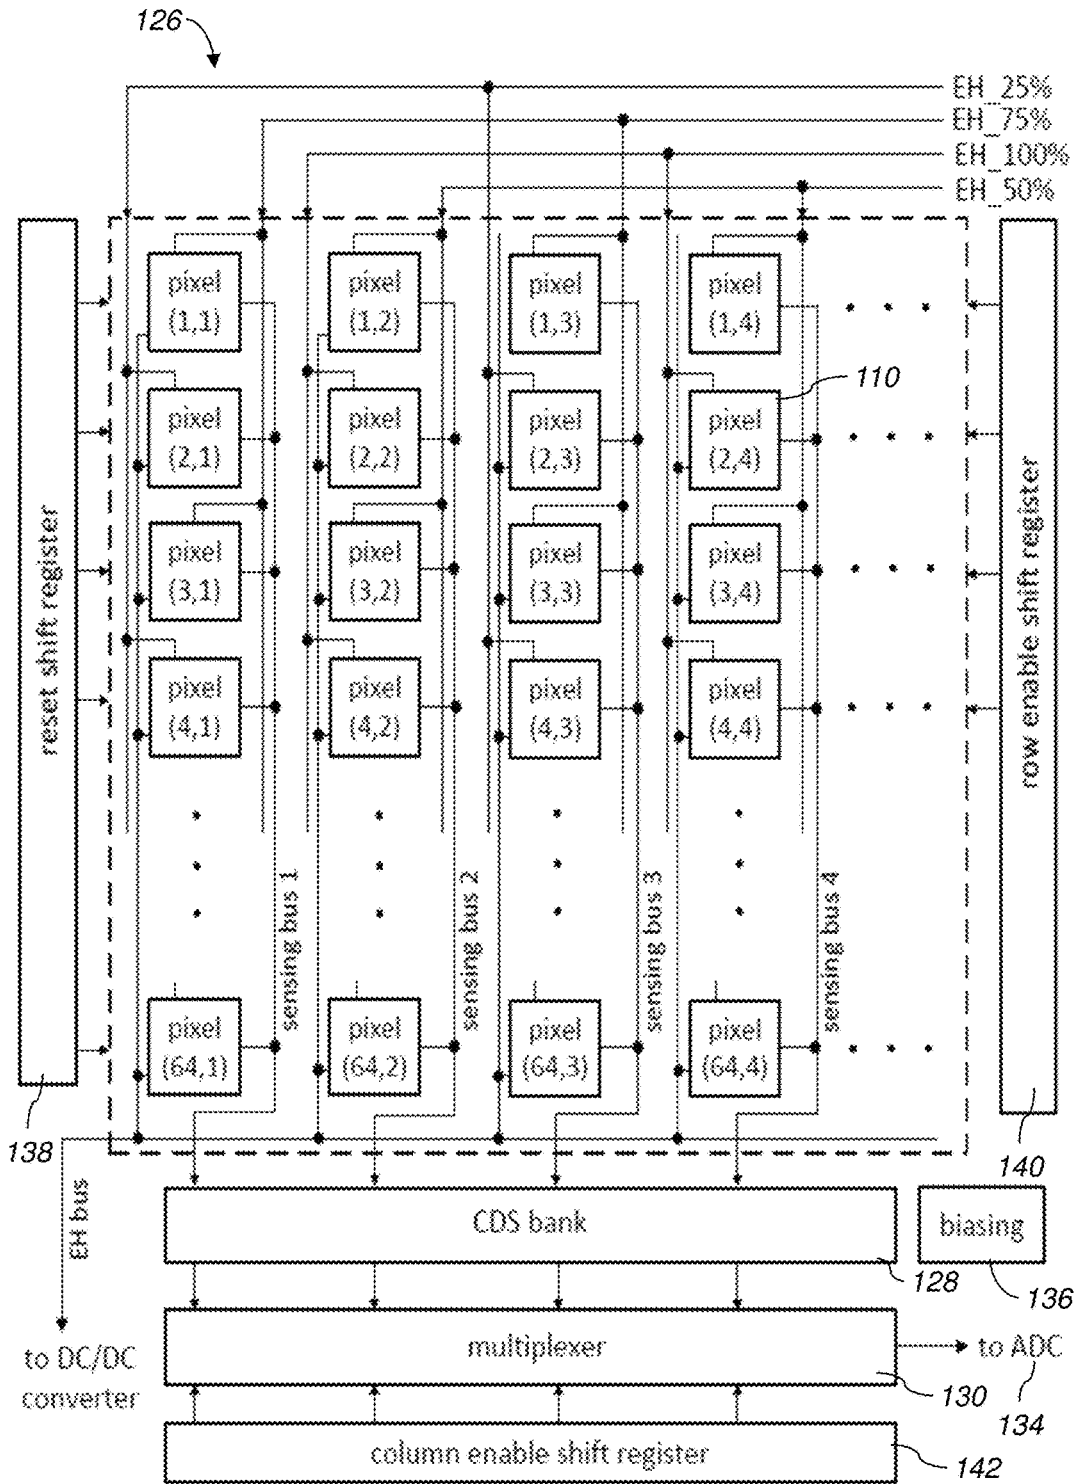 126
EH_25%
EH_75%
EH_100%
EH_50%
pixel (1,1)
pixel (1,2)
pixel (1,3)
pixel (1,4)
110
pixel (2,1)
pixel (2,2)
pixel (2,3)
pixel (2,4)
reset shift register
row enable shift register
pixel (3,1)
pixel (3,2)
pixel (3,3)
pixel (3,4)
pixel (4,1)
pixel (4,2)
pixel (4,3)
pixel (4,4)
sensing bus 1
sensing bus 2
sensing bus 3
sensing bus 4
pixel (64,1)
pixel (64,2)
pixel (64,3)
pixel (64,4)
138
140
EH bus
CDS bank
biasing
128
136
to DC/DC
converter
multiplexer
to ADC
130
134
column enable shift register
142